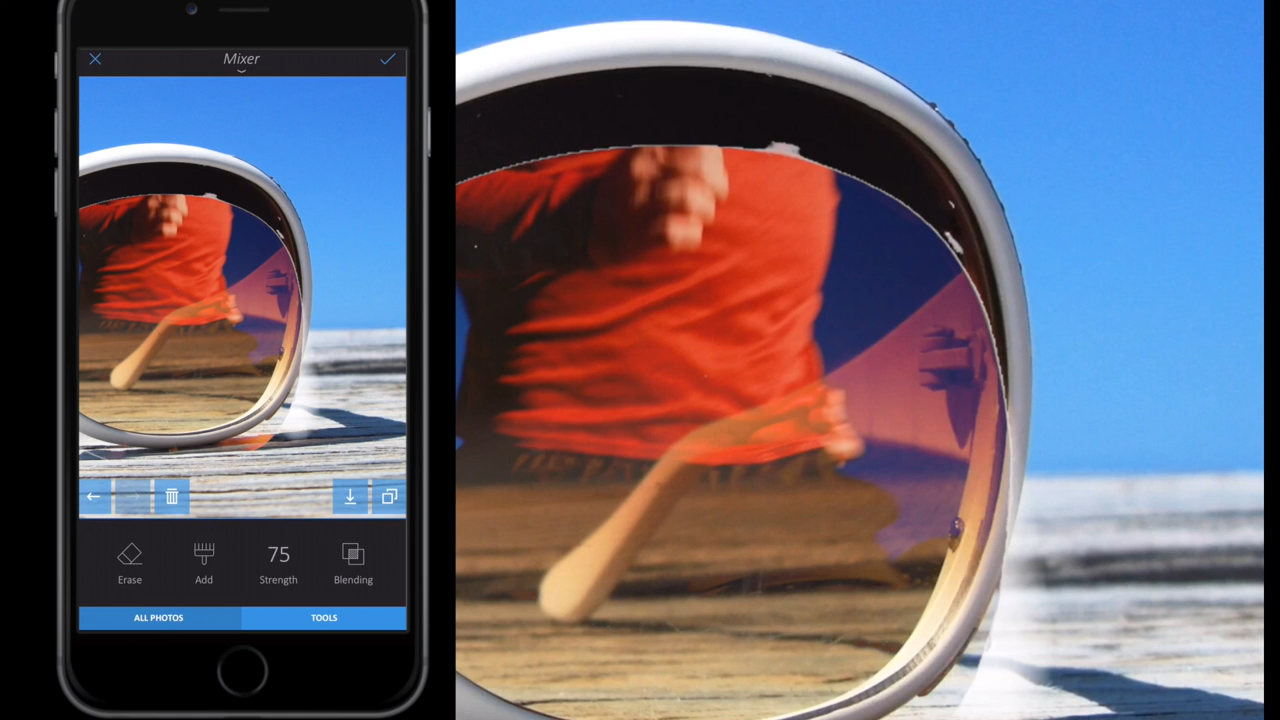 Mixer
75
Erase
Add
Strength
Blending
ALL PHOTOS
TOOLS